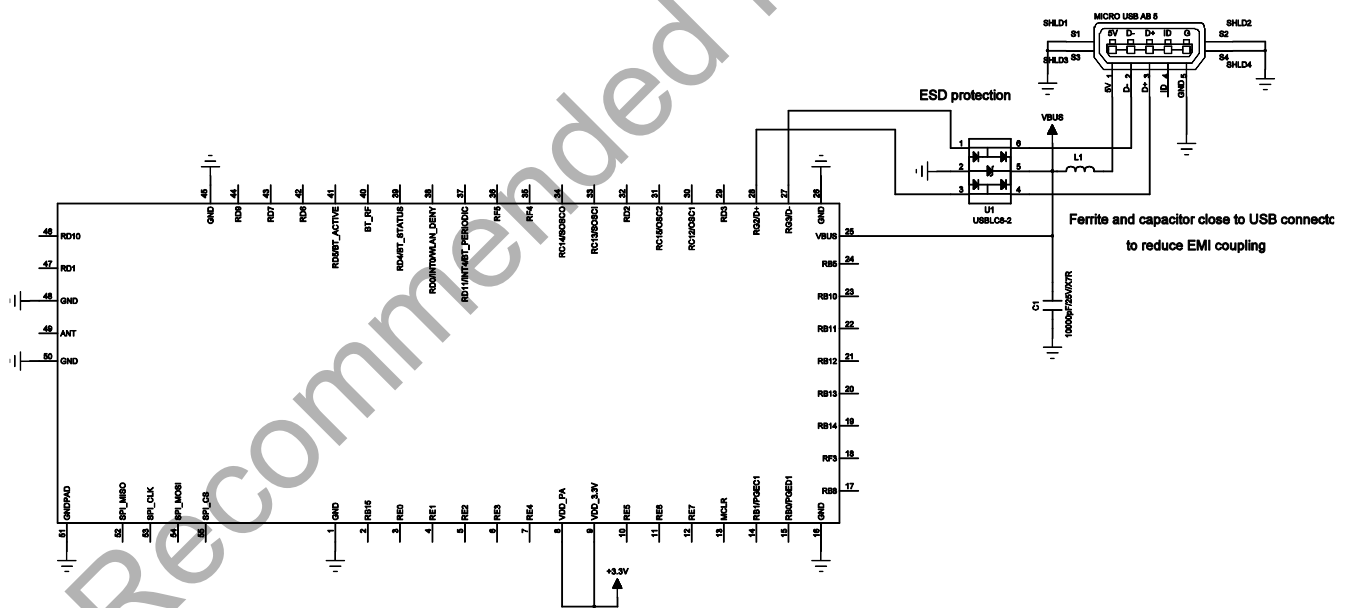 Recommended
MICRO USB AB 5
SHLD1
SHLD2
S1
5V
D-
D+
ID
G
S2
SHLD3
S3
S4
SHLD4
5V 1
D- 2
D+ 3
ID 4
GND 5
ESD protection
VBUS
L1
1
2
3
6
5
4
U1
USBLC6-2
Ferrite and capacitor close to USB connecto
to reduce EMI coupling
C1
10000pF/25V/X7R
45 GND
44 RD9
43 RD7
42 RD6
41 RD5/BT_ACTIVE
40 BT_RF
39 RD4/BT_STATUS
38 RD0/INT0/WLAN_DENY
37 RD11/INT4/BT_PERIODIC
36 RF5
35 RF4
34 RC14/SOSCO
33 RC13/SOSCI
32 RD2
31 RC15/OSC2
30 RC12/OSC1
29 RD3
28 RG2/D+
27 RG3/D-
26 GND
46 RD10
47 RD1
48 GND
49 ANT
50 GND
VBUS 25
RB5 24
RB10 23
RB11 22
RB12 21
RB13 20
RB14 19
RF3 18
RB8 17
GNDPAD 51
SPI_MISO 52
SPI_CLK 53
SPI_MOSI 54
SPI_CS 55
GND 1
RB15 2
RE0 3
RE1 4
RE2 5
RE3 6
RE4 7
VDD_PA 8
VDD_3.3V 9
RE5 10
RE6 11
RE7 12
MCLR 13
RB1/PGEC1 14
RB0/PGED1 15
GND 16
+3.3V